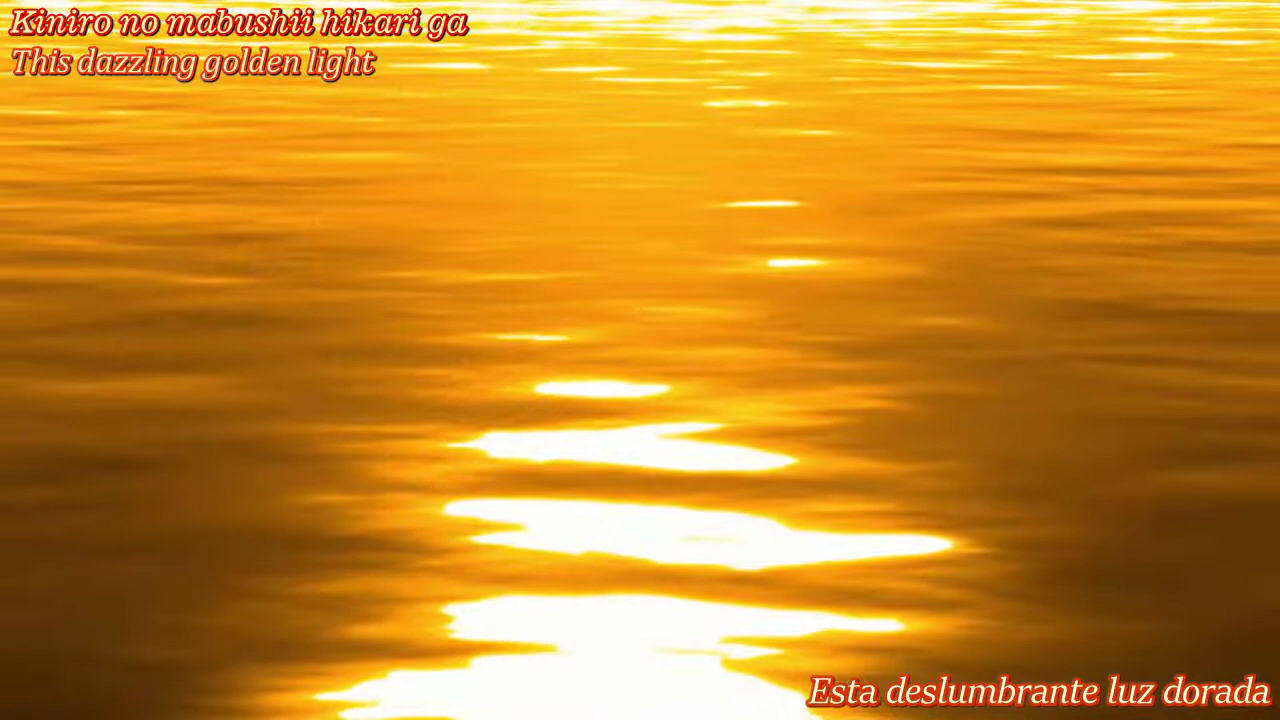 Kiniro no mabushii hikari ga
This dazzling golden light
Esta deslumbrante luz dorada